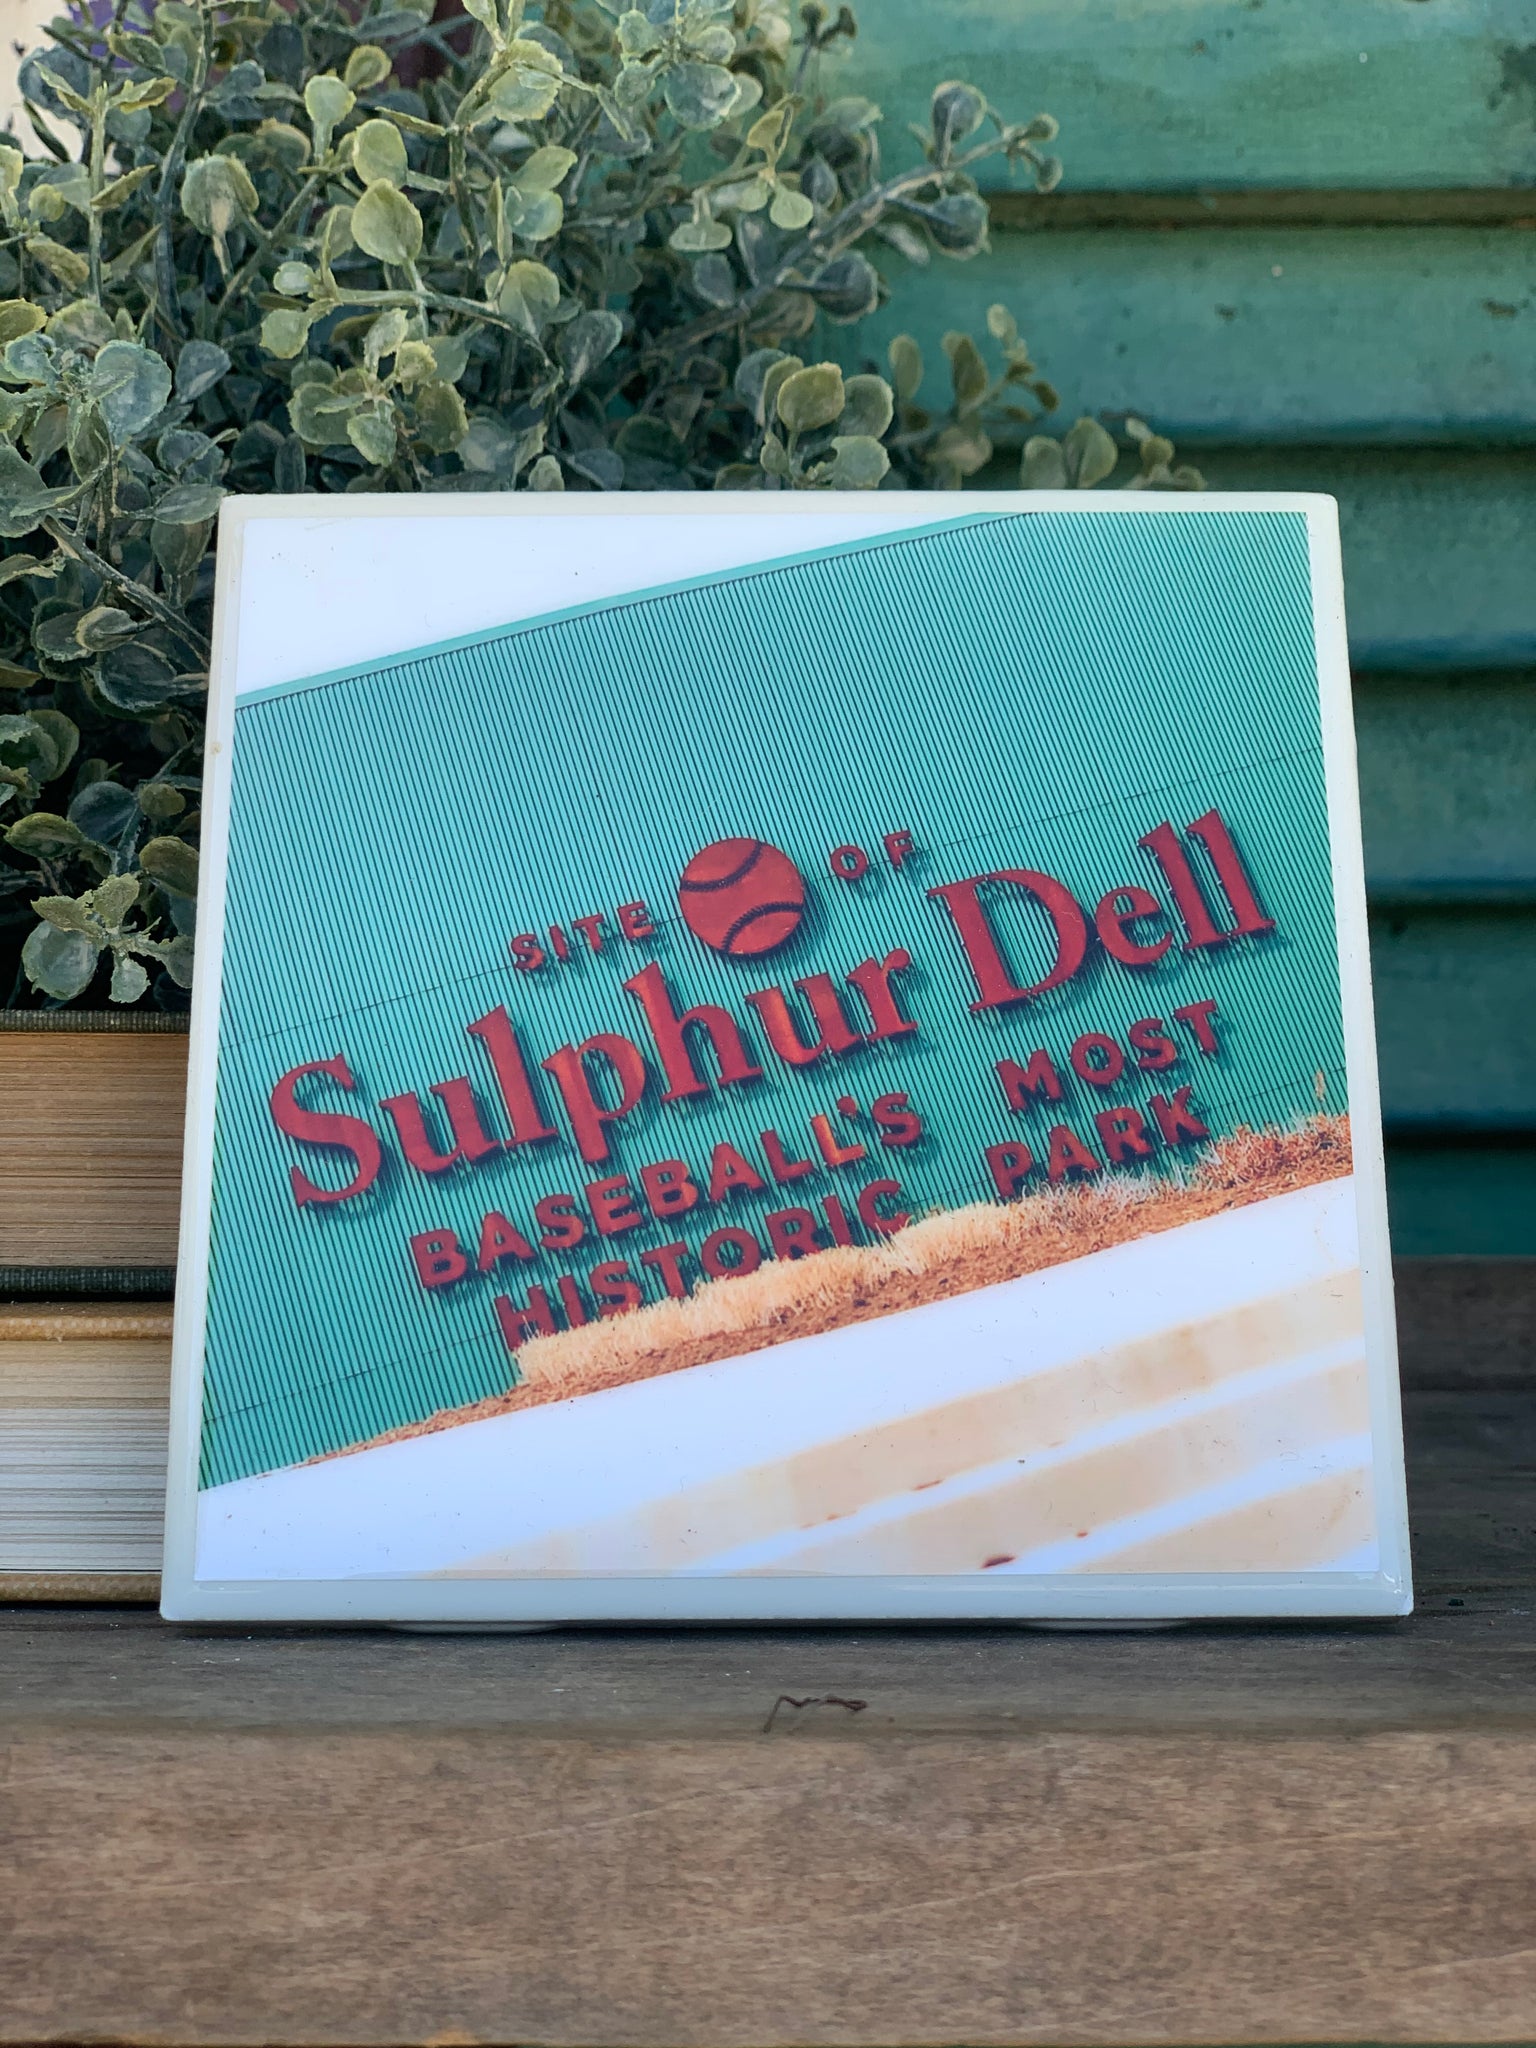 SITE OF
Sulphur Dell
BASEBALL'S MOST
HISTORIC PARK